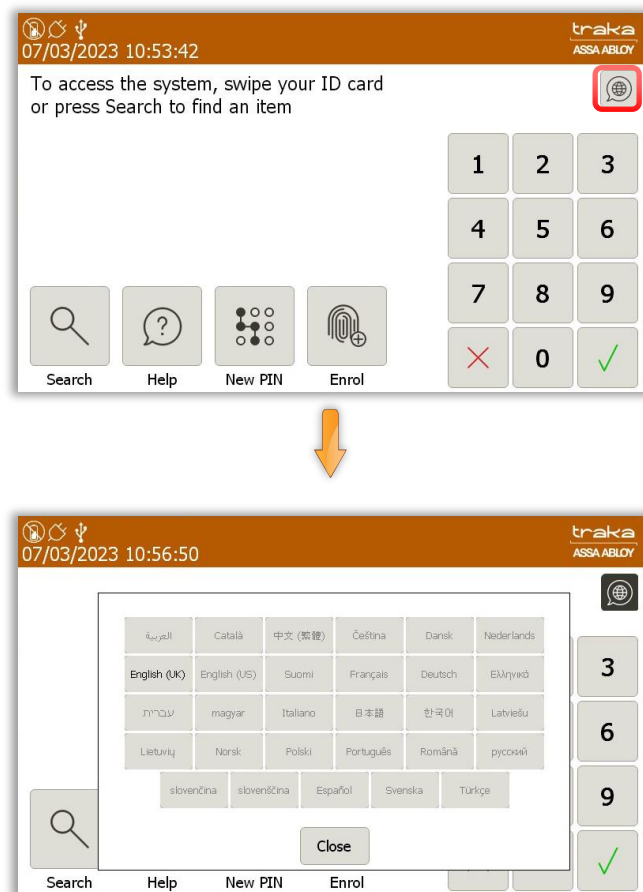 traka
07/03/2023 10:53:42
ASSA ABLOY
To access the system, swipe your ID card
or press Search to find an item
1 2 3
4 5 6
7 8 9
0
Search Help New PIN Enrol
traka
07/03/2023 10:56:50
ASSA ABLOY
العربية Català 中文 (繁體) Čeština Dansk Nederlands
English (UK) English (US) Suomi Français Deutsch Ελληνικά
עברית magyar Italiano 日本語 한국어 Latviešu
Lietuvių Norsk Polski Português Română русский
slovenčina slovenščina Español Svenska Türkçe
Close
3
6
9
Search Help New PIN Enrol